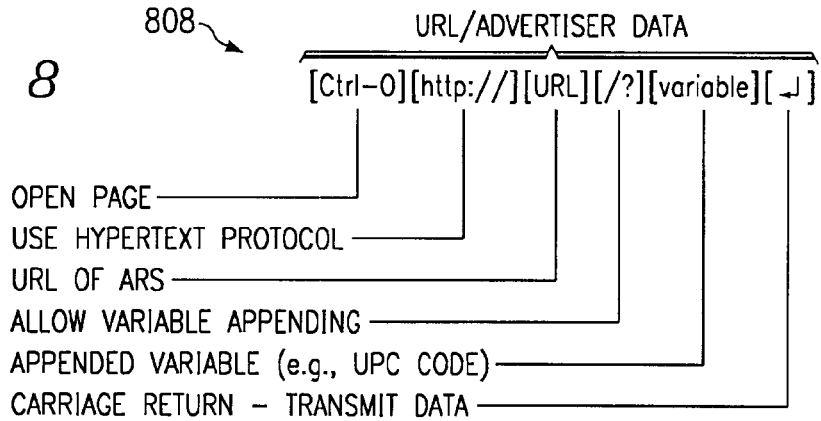 808
URL/ADVERTISER DATA
8
[Ctrl-O][http://][URL][/?][variable][↵]
OPEN PAGE
USE HYPERTEXT PROTOCOL
URL OF ARS
ALLOW VARIABLE APPENDING
APPENDED VARIABLE (e.g., UPC CODE)
CARRIAGE RETURN - TRANSMIT DATA